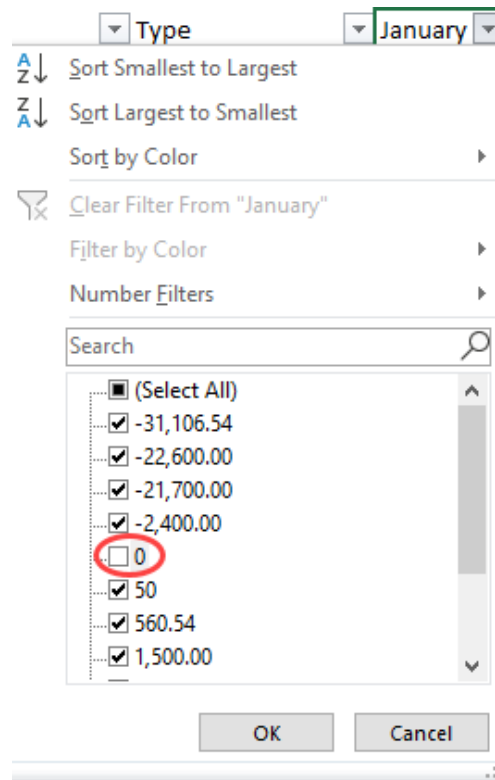 Type January
Sort Smallest to Largest
Sort Largest to Smallest
Sort by Color
Clear Filter From "January"
Filter by Color
Number Filters
Search
(Select All)
-31,106.54
-22,600.00
-21,700.00
-2,400.00
0
50
560.54
1,500.00
OK Cancel